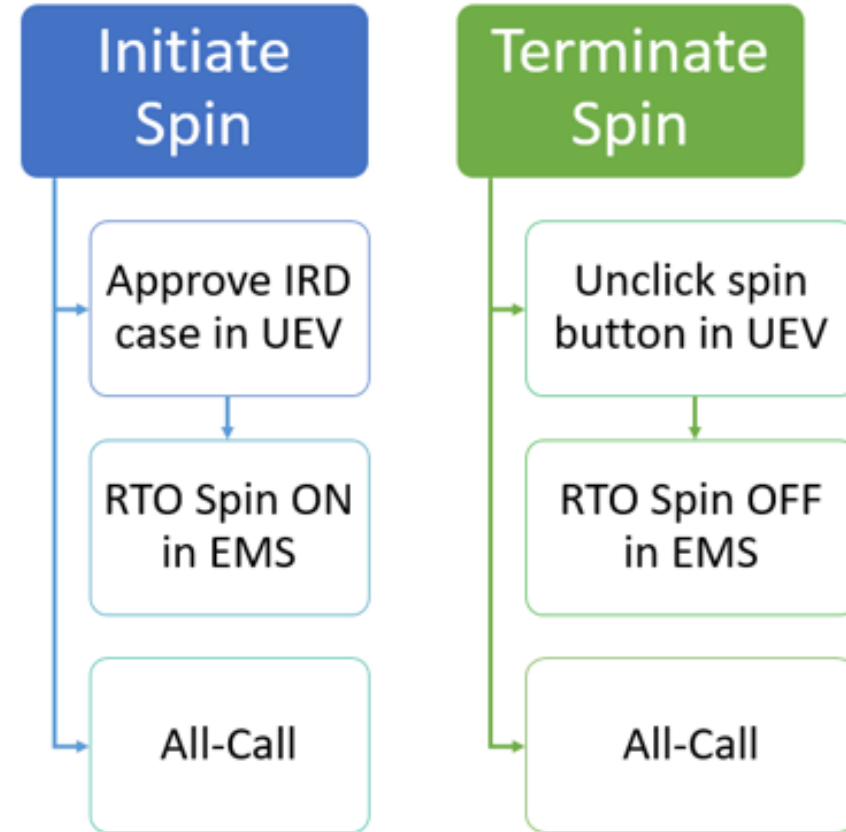 Initiate
Spin
Approve IRD
case in UEV
RTO Spin ON
in EMS
All-Call
Terminate
Spin
Unclick spin
button in UEV
RTO Spin OFF
in EMS
All-Call